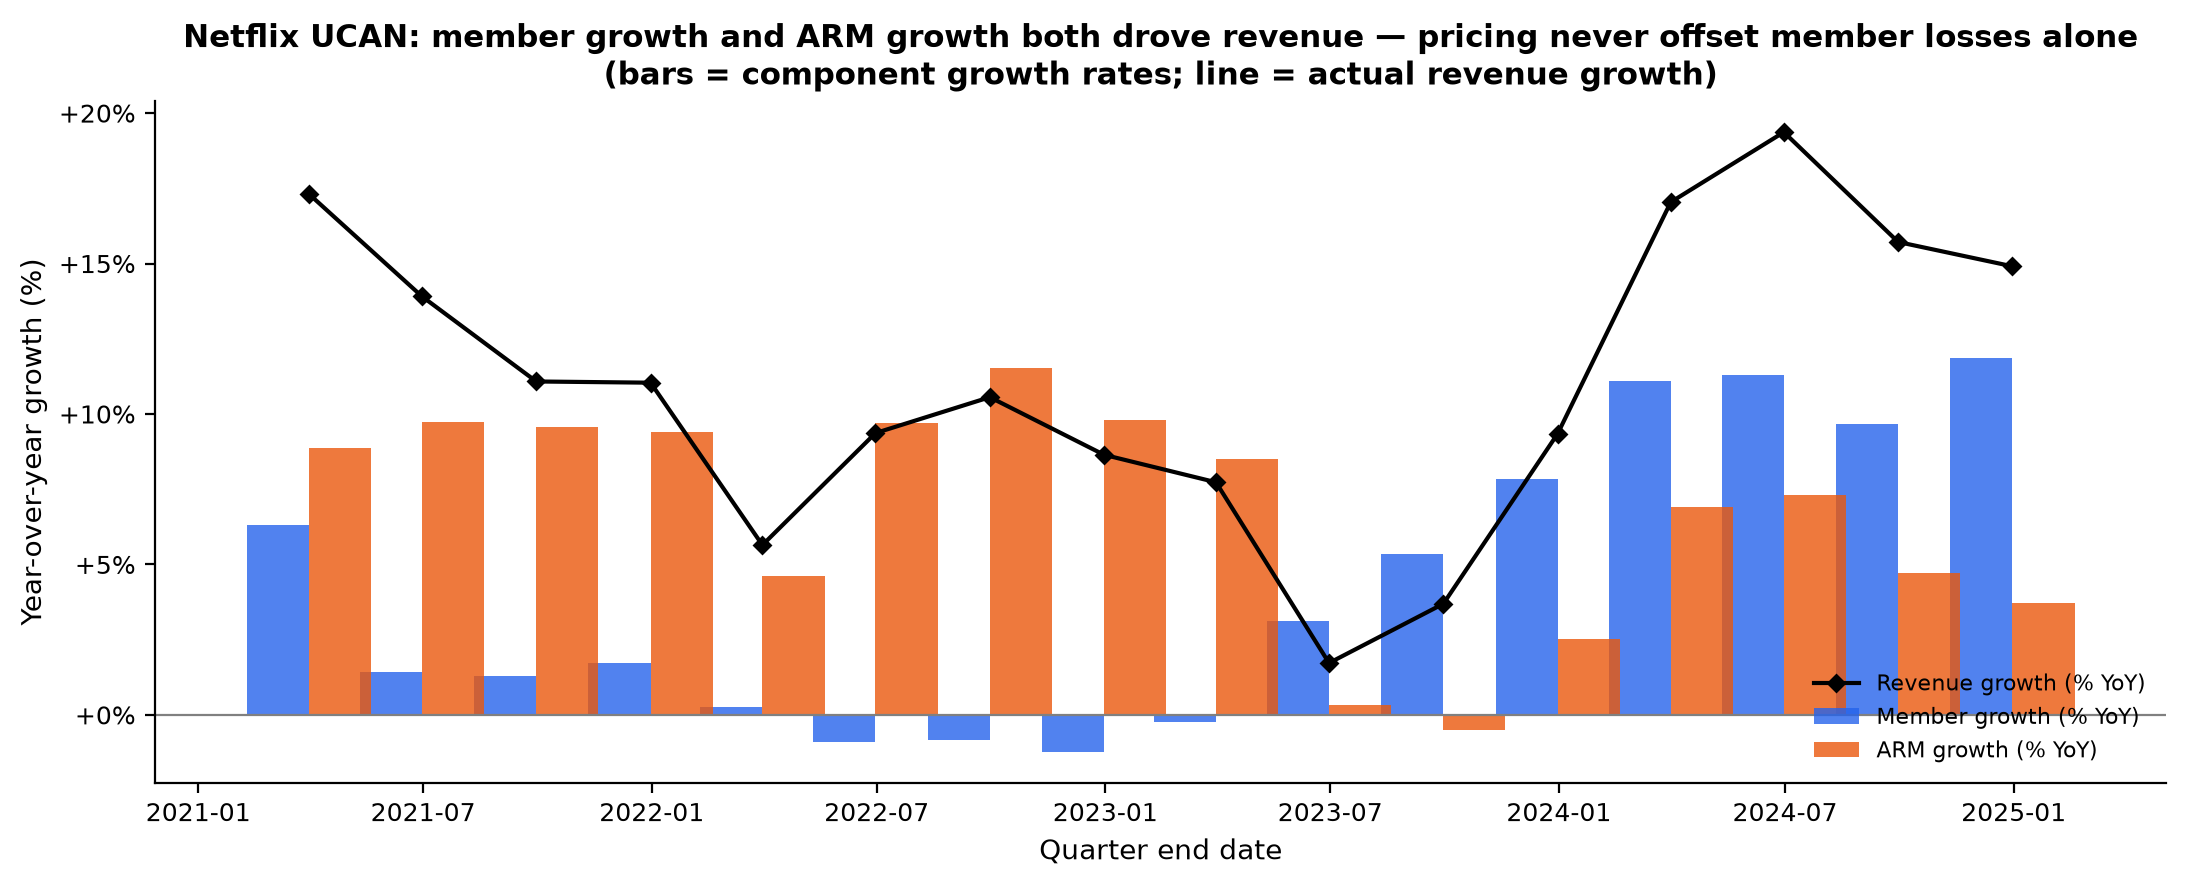 Netflix UCAN: member growth and ARM growth both drove revenue — pricing never offset member losses alone
(bars = component growth rates; line = actual revenue growth)
Year-over-year growth (%)
+20%
+15%
+10%
+5%
+0%
Revenue growth (% YoY)
Member growth (% YoY)
ARM growth (% YoY)
2021-01 2021-07 2022-01 2022-07 2023-01 2023-07 2024-01 2024-07 2025-01
Quarter end date